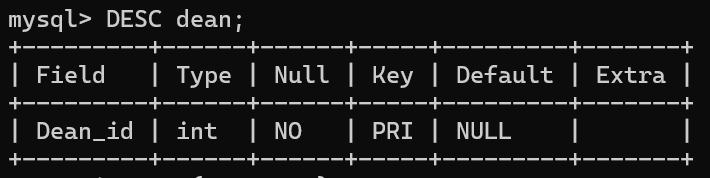 mysql> DESC dean;
+---------+------+------+-----+---------+-------+
| Field   | Type | Null | Key | Default | Extra |
+---------+------+------+-----+---------+-------+
| Dean_id | int  | NO   | PRI | NULL    |       |
+---------+------+------+-----+---------+-------+